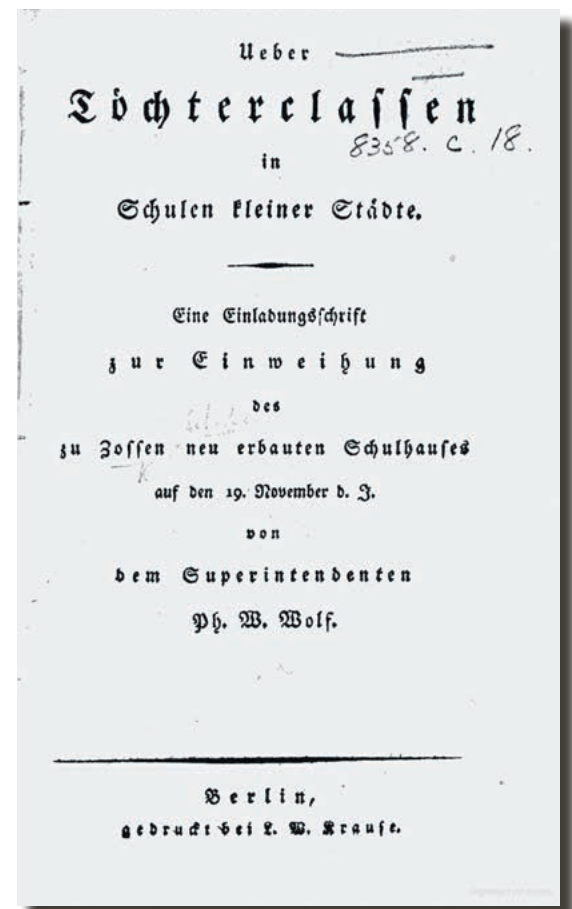 Ueber
Töchterclaſſen
8358. c. 18.
in
Schulen kleiner Städte.
Eine Einladungsſchrift
zur Einweihung
des
zu Zoſſen neu erbauten Schulhauſes
auf den 19. November d. J.
von
dem Superintendenten
Ph. W. Wolf.
Berlin,
gedruckt bei L. W. Krauſe.